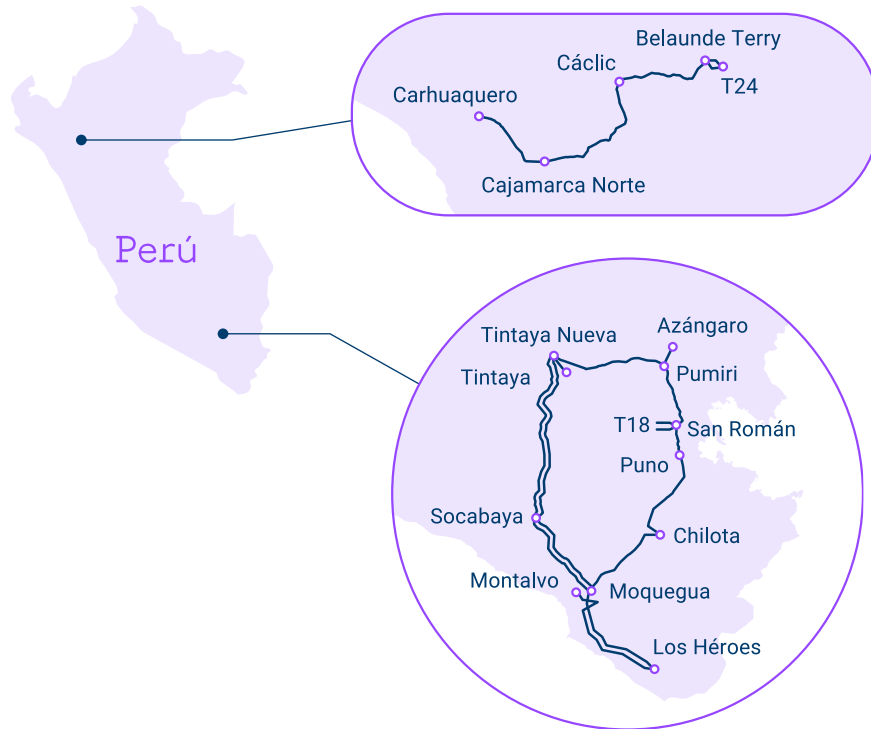 Belaunde Terry
Cáclic
T24
Carhuaquero
Cajamarca Norte
Perú
Azángaro
Tintaya Nueva
Tintaya
Pumiri
T18
San Román
Puno
Socabaya
Chilota
Montalvo
Moquegua
Los Héroes